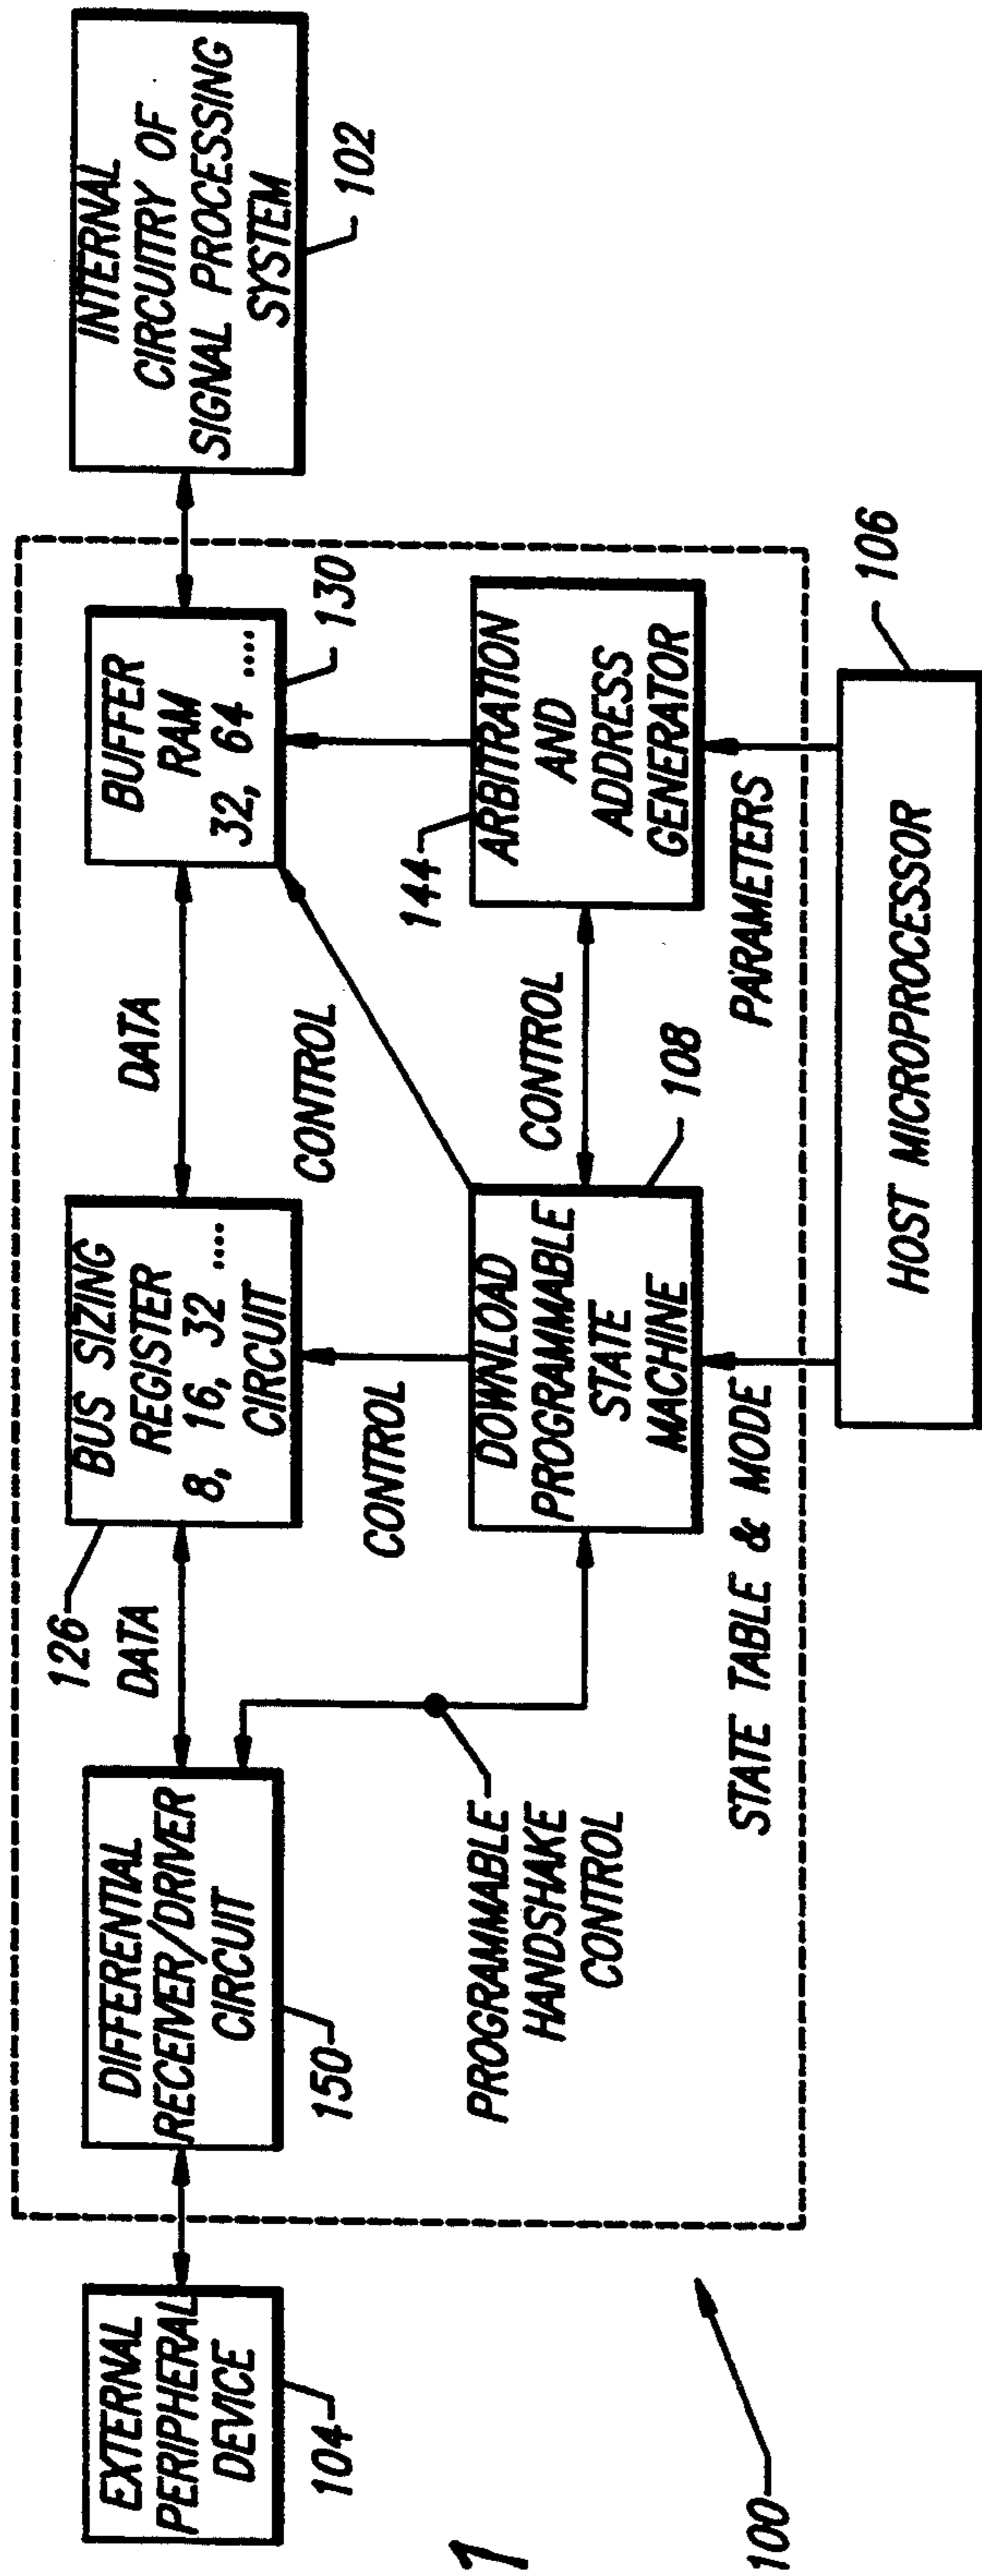 EXTERNAL
PERIPHERAL
DEVICE
104
DIFFERENTIAL
RECEIVER/DRIVER
CIRCUIT
150
DATA
126
BUS SIZING
REGISTER
8, 16, 32 ....
CIRCUIT
DATA
BUFFER
RAM
32, 64 ....
130
INTERNAL
CIRCUITRY OF
SIGNAL PROCESSING
SYSTEM
102
PROGRAMMABLE
HANDSHAKE
CONTROL
CONTROL
CONTROL
DOWNLOAD
PROGRAMMABLE
STATE
MACHINE
108
CONTROL
144
ARBITRATION
AND
ADDRESS
GENERATOR
STATE TABLE & MODE
PARAMETERS
HOST MICROPROCESSOR
106
1
100